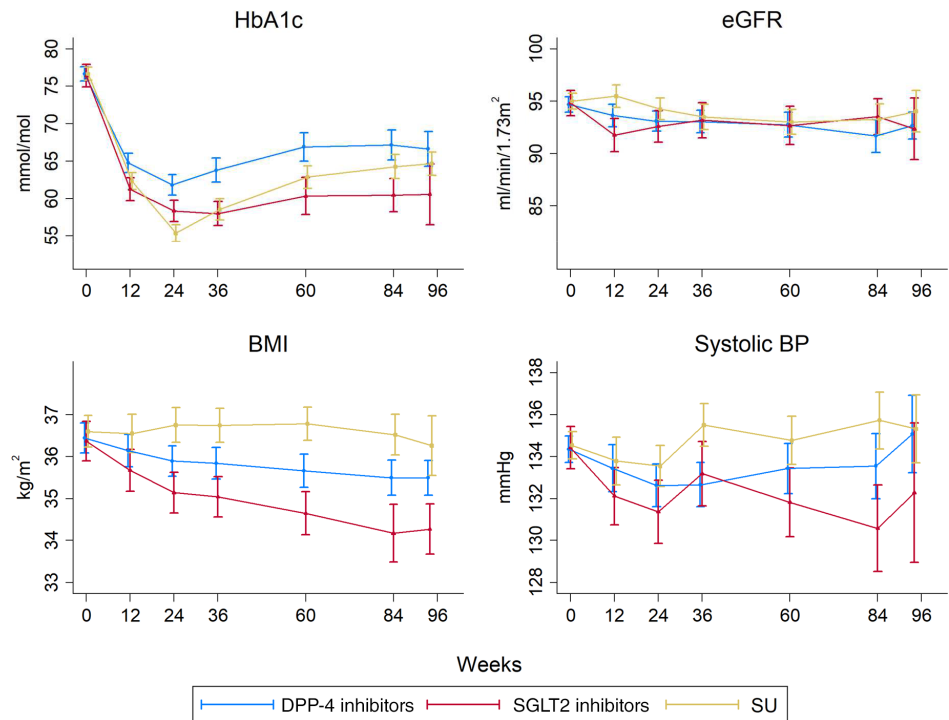 HbA1c
mmol/mol
80
75
70
65
60
55
0 12 24 36 60 84 96
eGFR
ml/min/1.73m²
100
95
90
85
0 12 24 36 60 84 96
BMI
kg/m²
37
36
35
34
33
0 12 24 36 60 84 96
Systolic BP
mmHg
138
136
134
132
130
128
0 12 24 36 60 84 96
Weeks
DPP-4 inhibitors SGLT2 inhibitors SU